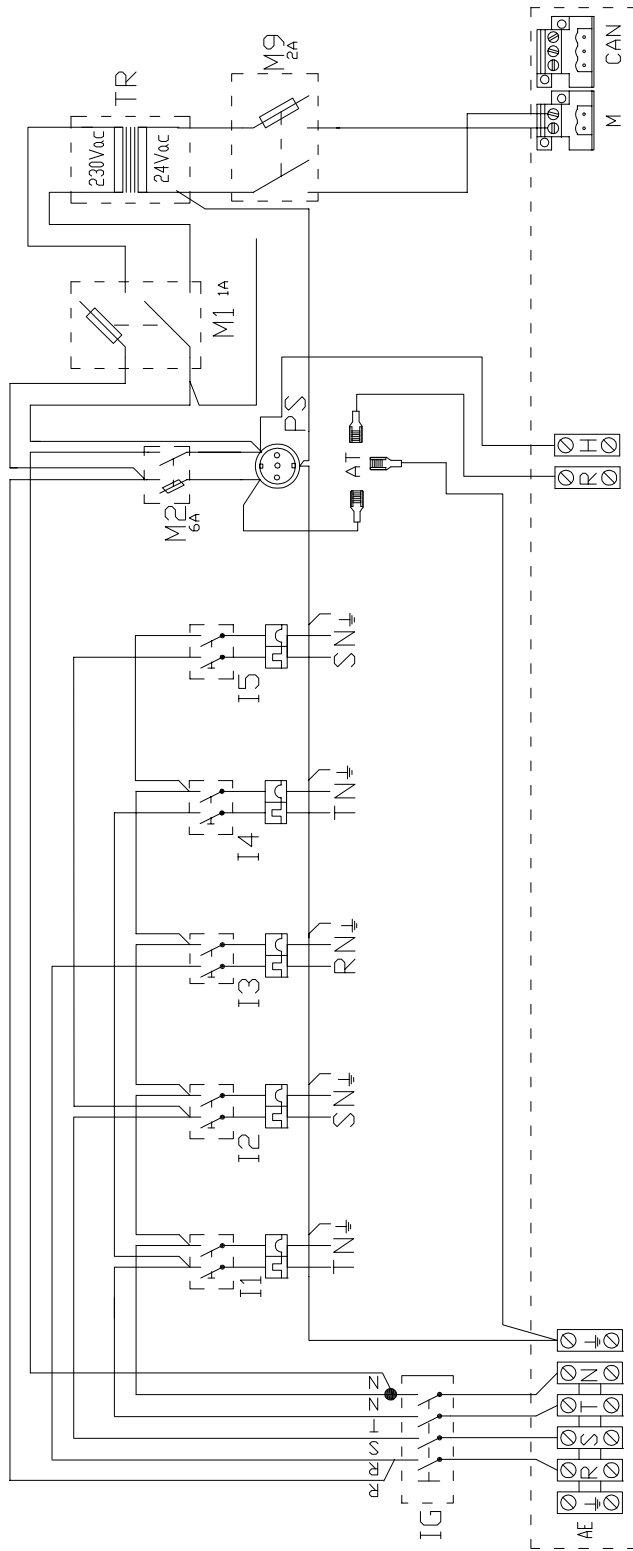 230Vac
TR
24Vac
M2
6A
M1 1A
M9
2A
I1
I2
I3
I4
I5
PS
TN⏚
SN⏚
RN⏚
TN⏚
SN⏚
AT
R R S T N N
IG
⏚ R S T N ⏚
R H
AE
M
CAN